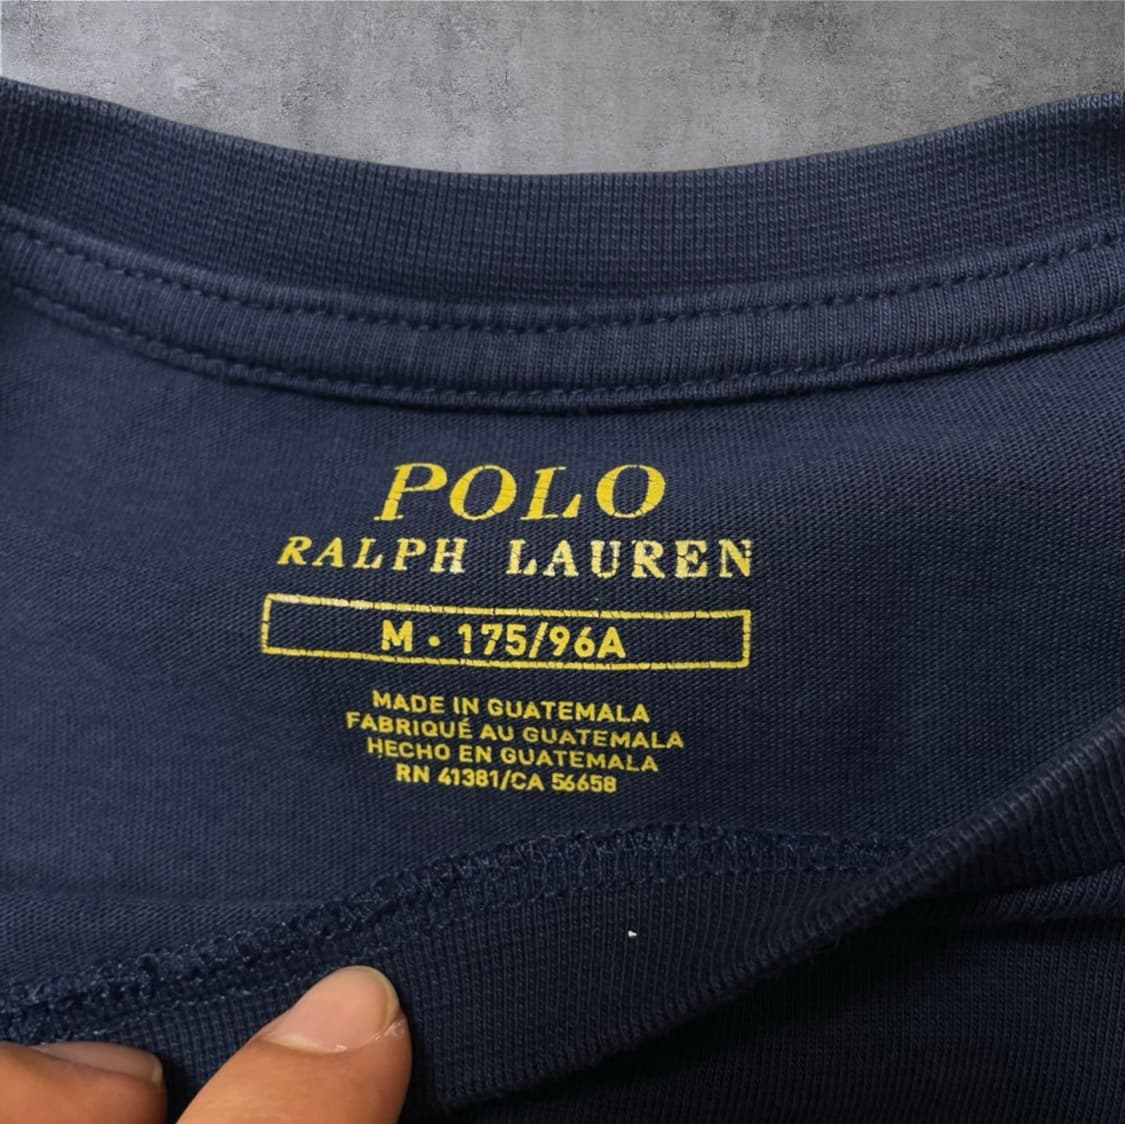 POLO
RALPH LAUREN
M • 175/96A
MADE IN GUATEMALA
FABRIQUÉ AU GUATEMALA
HECHO EN GUATEMALA
RN 41381/CA 56658